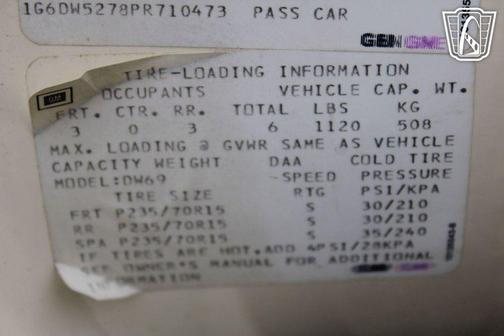 1G6DW5278PR710473 PASS CAR
GM
TIRE-LOADING INFORMATION
OCCUPANTS VEHICLE CAP. WT.
FRT. CTR. RR. TOTAL LBS KG
3 0 3 6 1120 508
MAX. LOADING @ GVWR SAME AS VEHICLE
CAPACITY WEIGHT DAA COLD TIRE
MODEL:DW69 SPEED PRESSURE
TIRE SIZE RTG PSI/KPA
FRT P235/70R15 S 30/210
RR P235/70R15 S 30/210
SPA P235/70R15 S 35/240
IF TIRES ARE HOT,ADD 4PSI/28KPA
SEE OWNER'S MANUAL FOR ADDITIONAL
INFORMATION